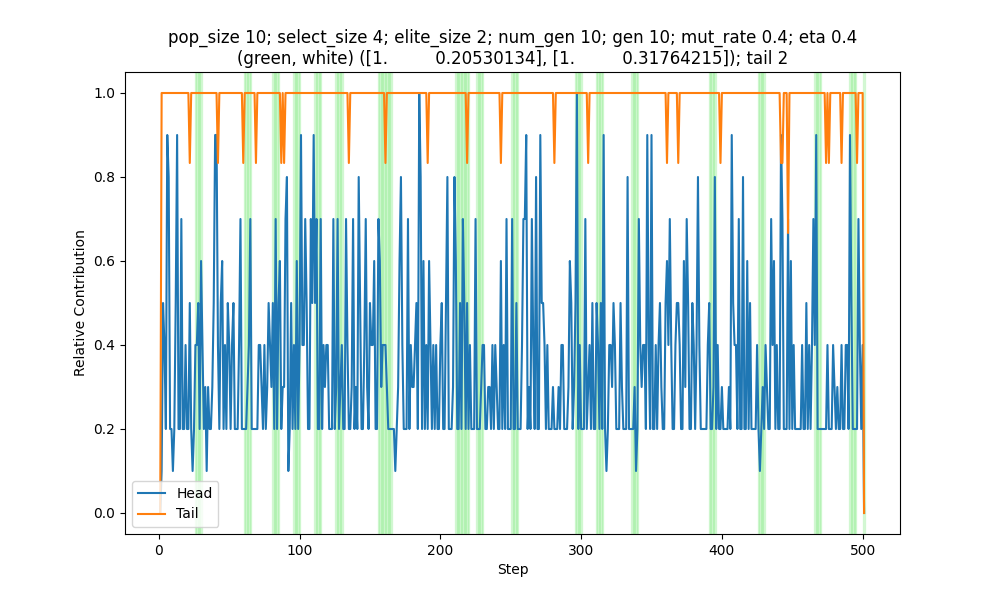 pop_size 10; select_size 4; elite_size 2; num_gen 10; gen 10; mut_rate 0.4; eta 0.4
(green, white) ([1.          0.20530134], [1.          0.31764215]); tail 2
1.0
0.8
0.6
0.4
0.2
0.0
Relative Contribution
Head
Tail
0
100
200
300
400
500
Step